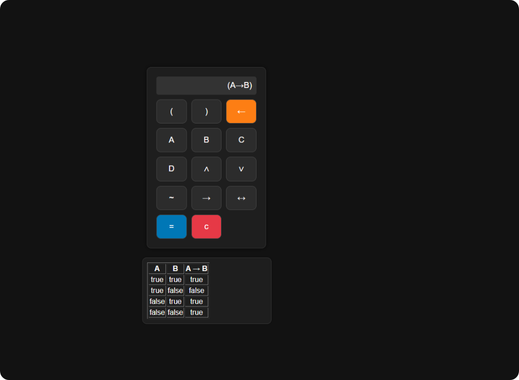 (A→B)
( ) ←
A B C
D ∧ ∨
~ → ↔
= c
A B A → B
true true true
true false false
false true true
false false true